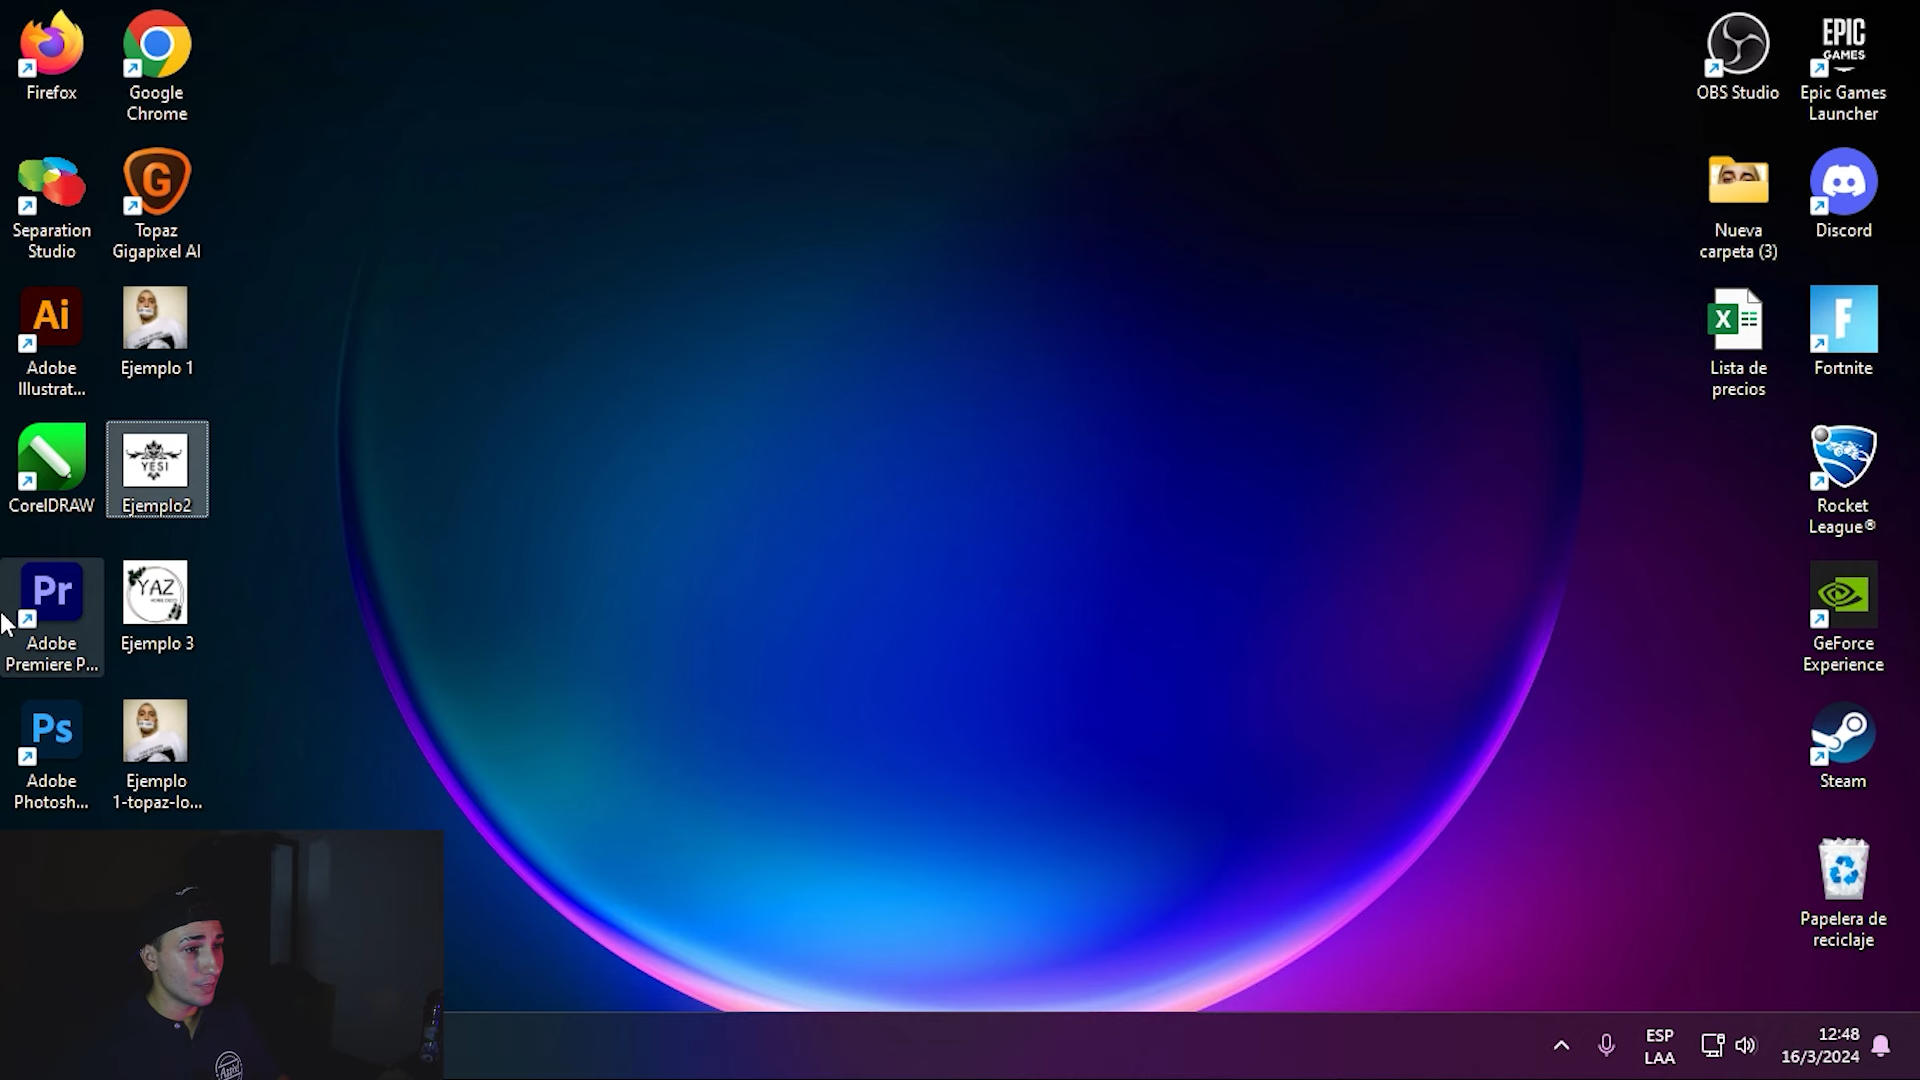 Firefox
Google
Chrome
Separation
Studio
G
Topaz
Gigapixel AI
Ai
Adobe
Illustrat...
Ejemplo 1
CorelDRAW
YESI
Ejemplo2
Pr
Adobe
Premiere P...
YAZ
Ejemplo 3
Ps
Adobe
Photosh...
Ejemplo
1-topaz-lo...
OBS Studio
EPIC
GAMES
Epic Games
Launcher
Nueva
carpeta (3)
Discord
X
Lista de
precios
F
Fortnite
Rocket
League®
GeForce
Experience
Steam
Papelera de
reciclaje
ESP
LAA
12:48
16/3/2024